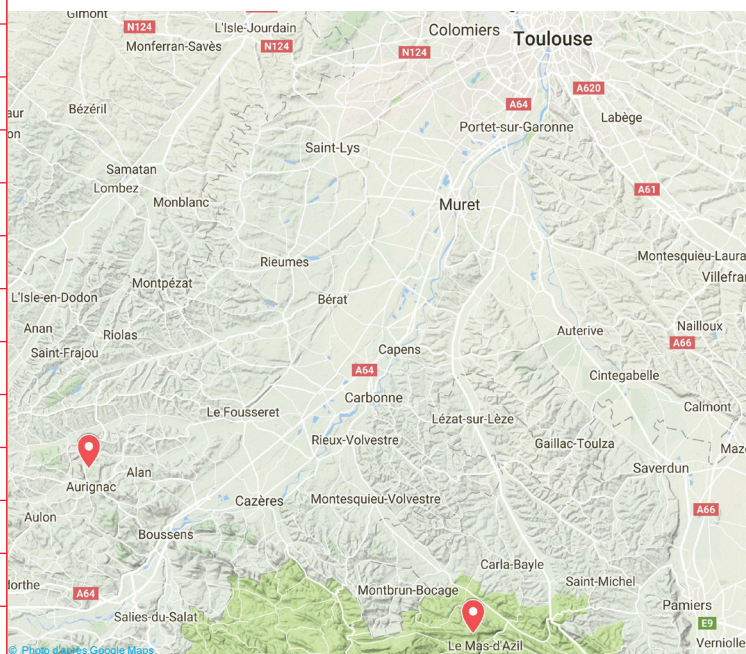 Gimont
N124
L'Isle-Jourdain
Colomiers
Toulouse
Monferran-Savès
N124
N124
A620
Bézéril
A64
Labège
Portet-sur-Garonne
Saint-Lys
Samatan
Lombez
A61
Monblanc
Muret
Rieumes
Montesquieu-Laura
Villefran
Montpézat
L'Isle-en-Dodon
Bérat
Anan
Riolas
Auterive
Nailloux
Saint-Frajou
Capens
A66
A64
Cintegabelle
Carbonne
Calmont
Le Fousseret
Lézat-sur-Lèze
Rieux-Volvestre
Gaillac-Toulza
Maz
Alan
Saverdun
Aurignac
Cazères
Montesquieu-Volvestre
A66
Aulon
Boussens
Carla-Bayle
Saint-Michel
A64
Montbrun-Bocage
Pamiers
Salies-du-Salat
E9
Le Mas-d'Azil
Verniolle
© Photo d'après Google Maps